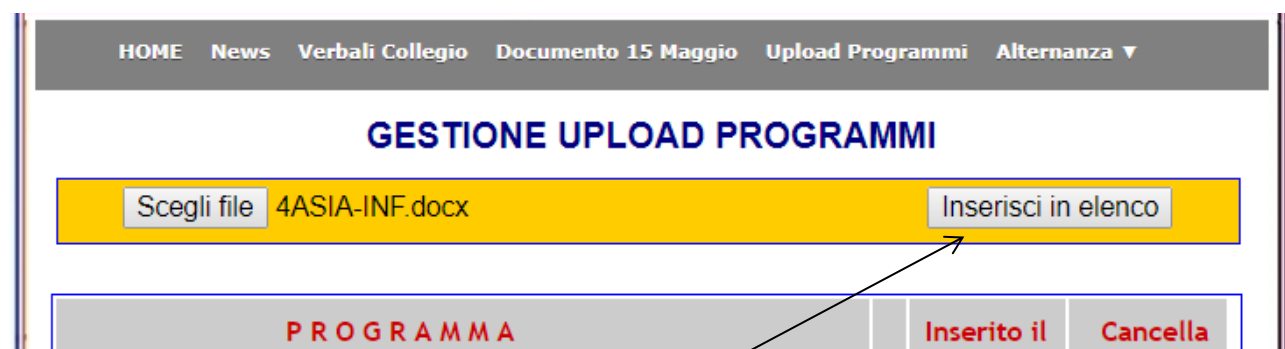 HOME News Verbali Collegio Documento 15 Maggio Upload Programmi Alternanza ▼
GESTIONE UPLOAD PROGRAMMI
Scegli file 4ASIA-INF.docx Inserisci in elenco
PROGRAMMA Inserito il Cancella